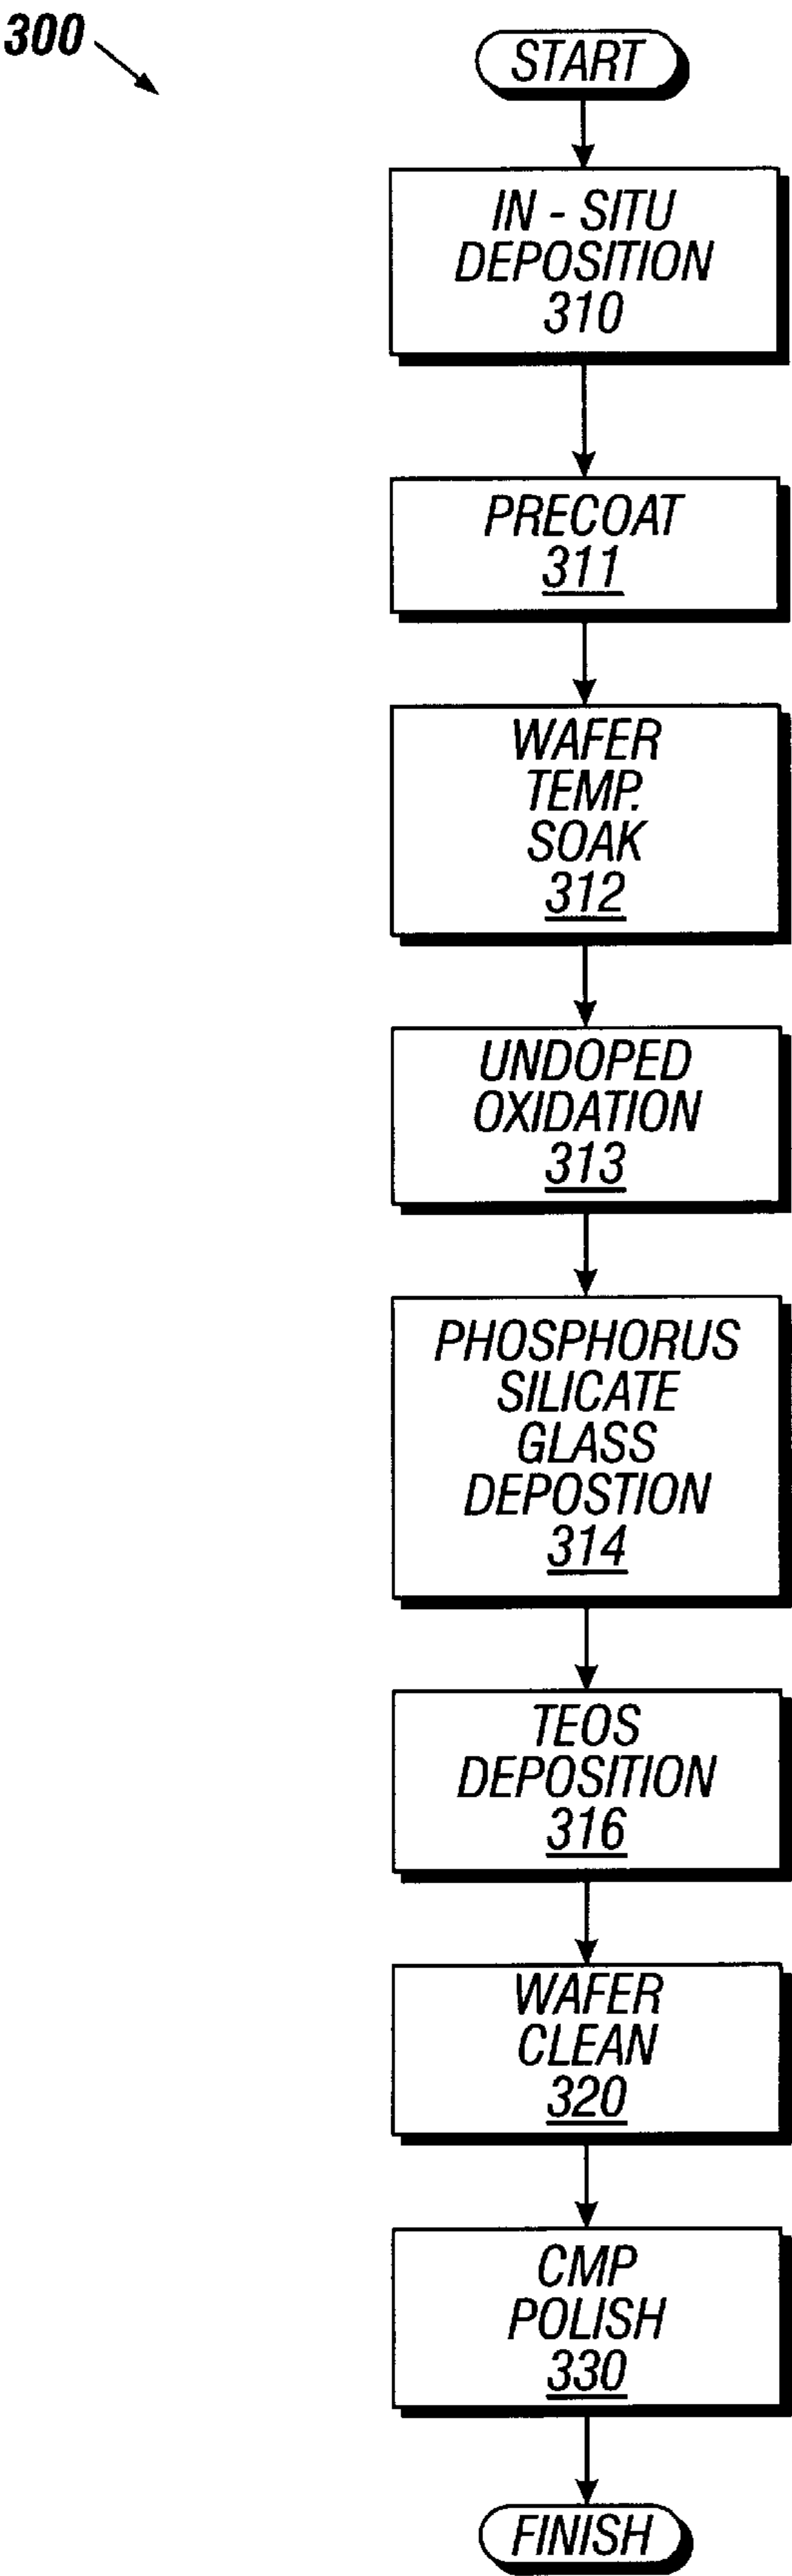 300
START
IN - SITU
DEPOSITION
310
PRECOAT
311
WAFER
TEMP.
SOAK
312
UNDOPED
OXIDATION
313
PHOSPHORUS
SILICATE
GLASS
DEPOSTION
314
TEOS
DEPOSITION
316
WAFER
CLEAN
320
CMP
POLISH
330
FINISH